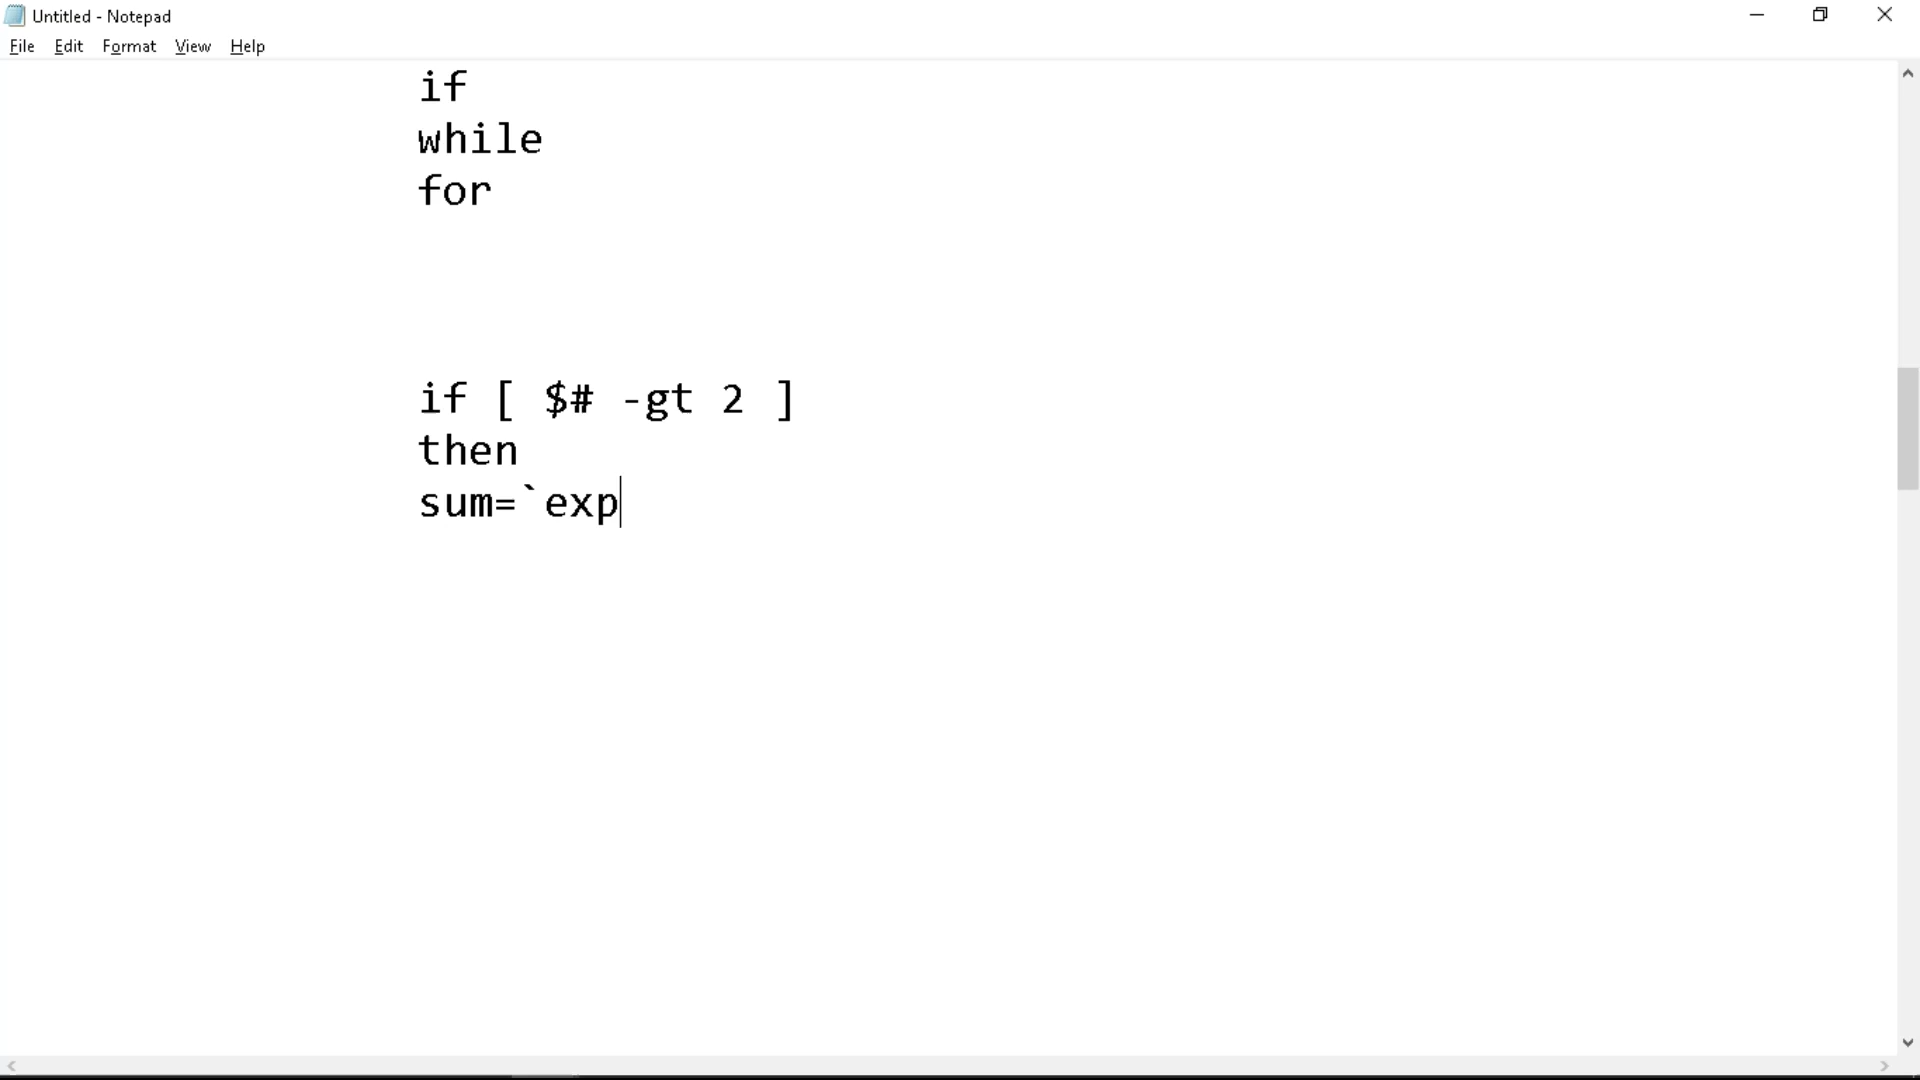 Untitled - Notepad
File Edit Format View Help
if
while
for
if [ $# -gt 2 ]
then
sum=`exp